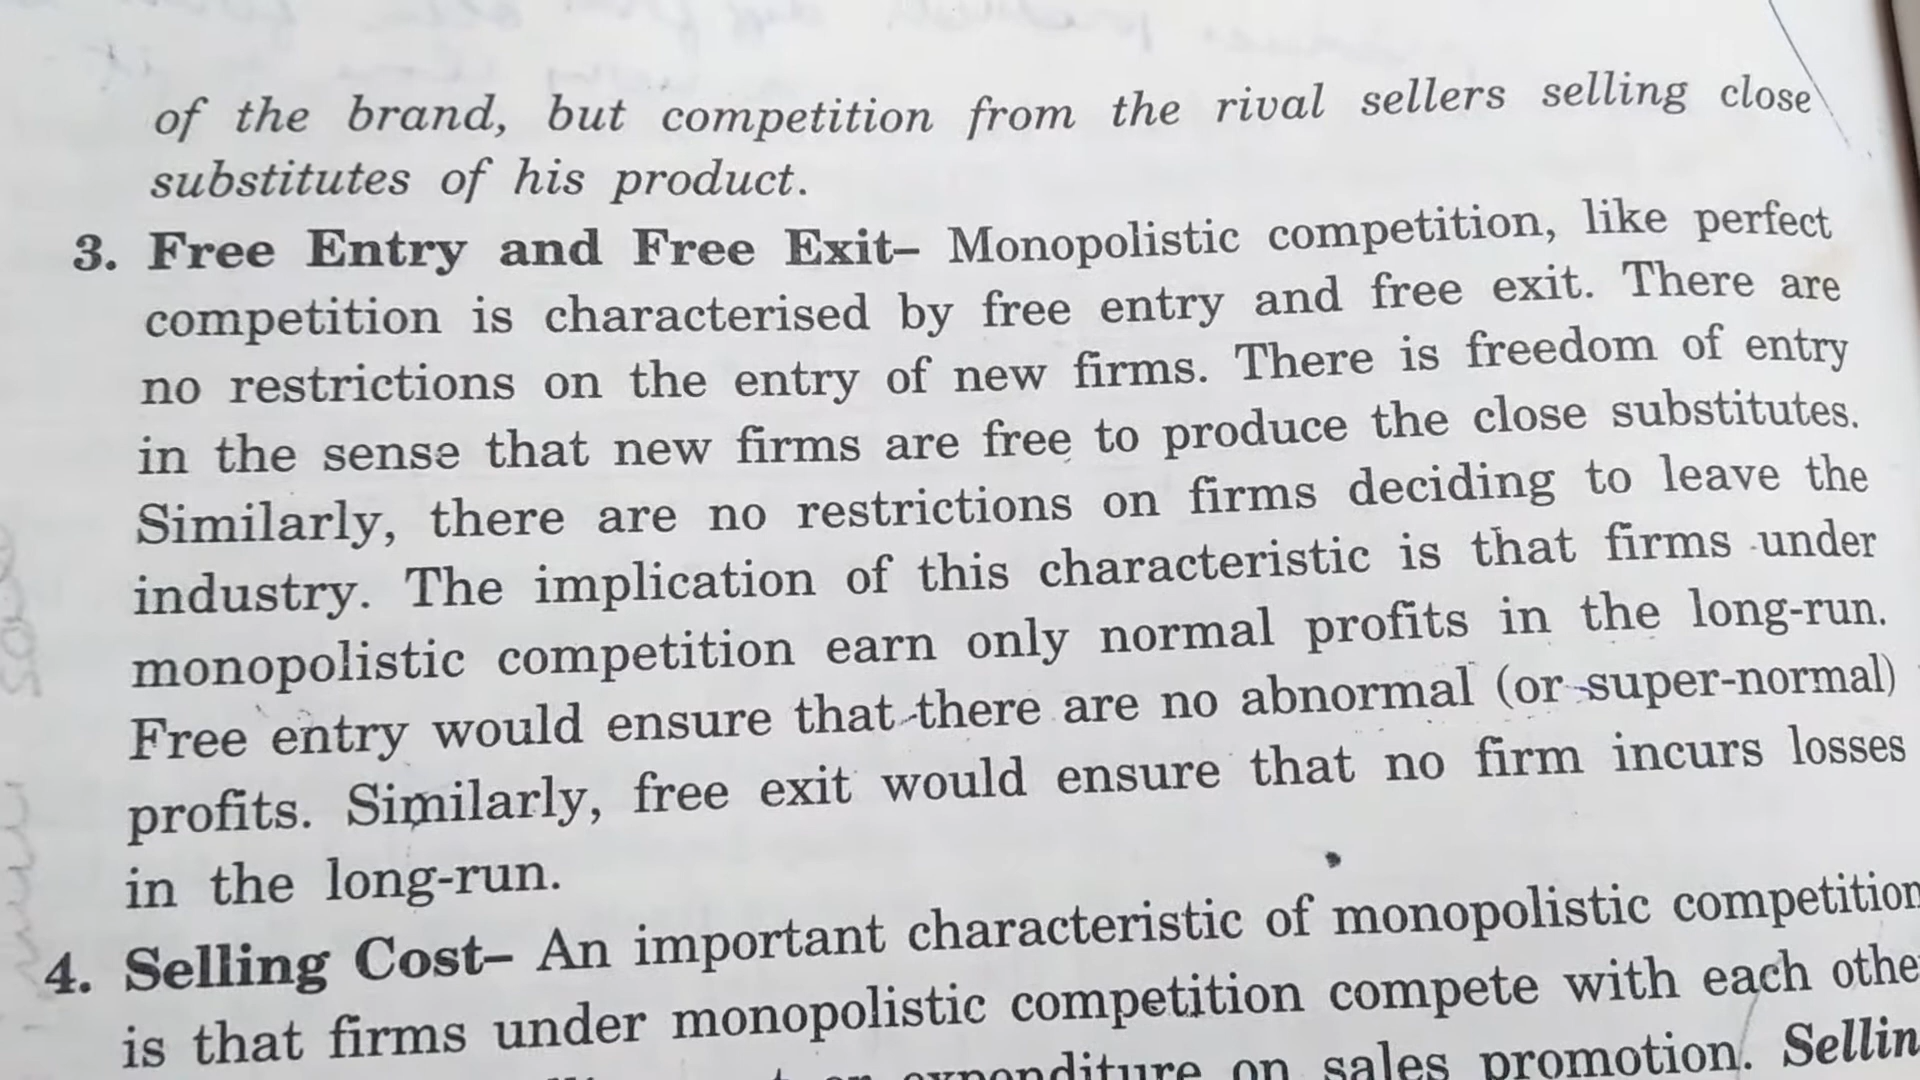 of the brand, but competition from the rival sellers selling close
substitutes of his product.
3. Free Entry and Free Exit– Monopolistic competition, like perfect
competition is characterised by free entry and free exit. There are
no restrictions on the entry of new firms. There is freedom of entry
in the sense that new firms are free to produce the close substitutes.
Similarly, there are no restrictions on firms deciding to leave the
industry. The implication of this characteristic is that firms under
monopolistic competition earn only normal profits in the long-run.
Free entry would ensure that there are no abnormal (or super-normal)
profits. Similarly, free exit would ensure that no firm incurs losses
in the long-run.
4. Selling Cost– An important characteristic of monopolistic competition
is that firms under monopolistic competition compete with each othe
expenditure on sales promotion. Sellin